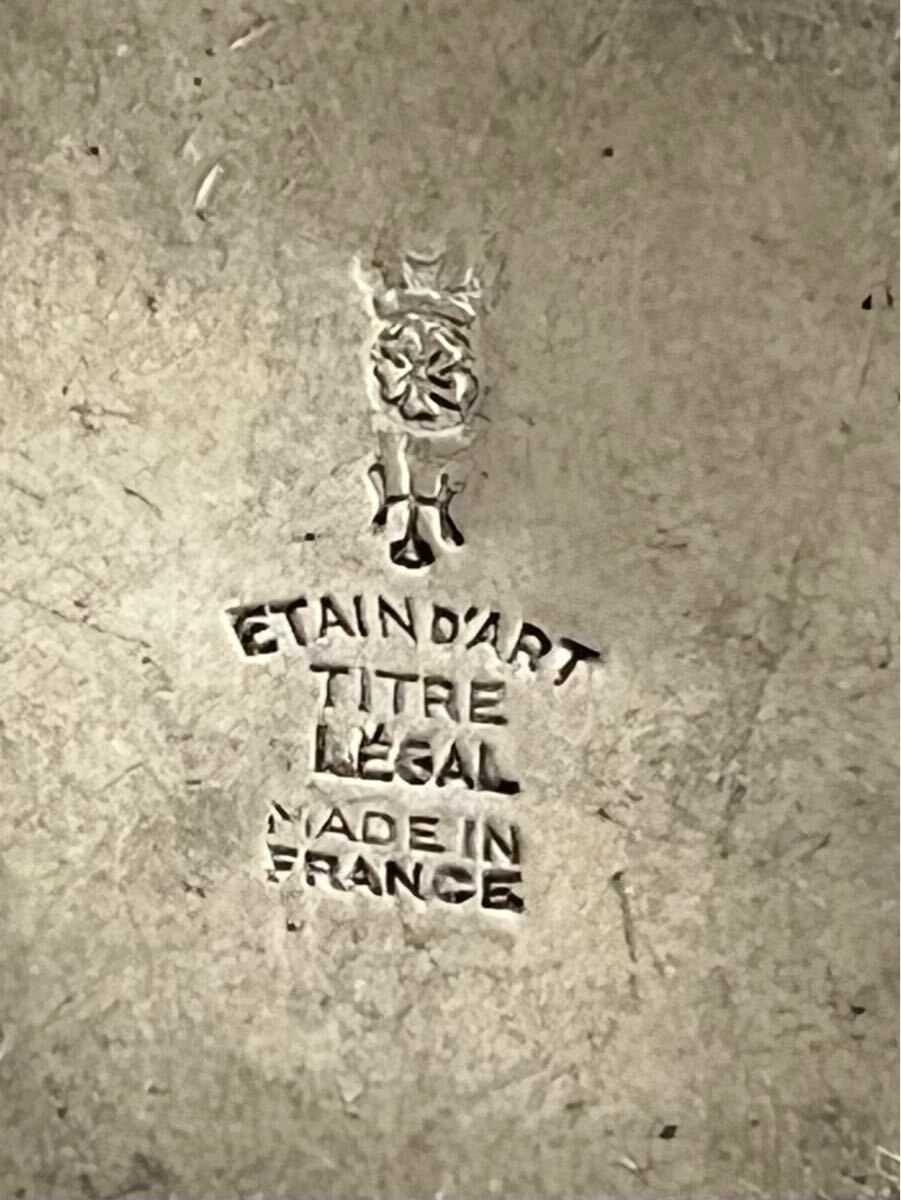 ETAIN D'ART
TITRE
LÉGAL
MADE IN
FRANCE